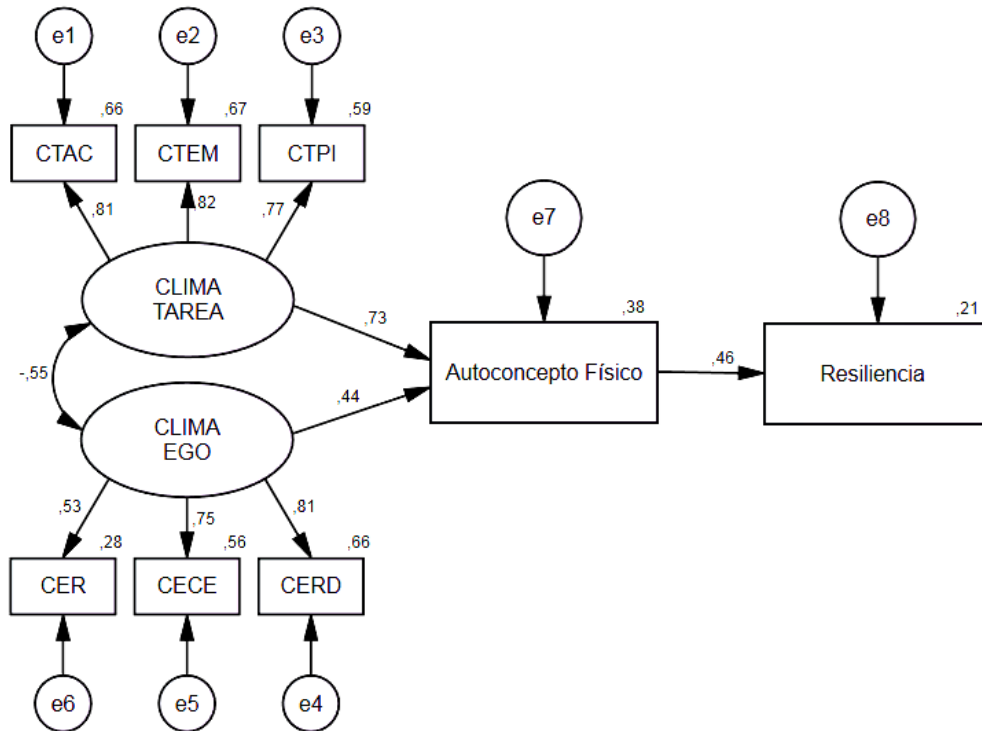 e1
e2
e3
,66
,67
,59
CTAC
CTEM
CTPI
,81
82
,77
e7
e8
CLIMA
TAREA
,73
,38
,21
Autoconcepto Físico
,46
Resiliencia
-,55
,44
CLIMA
EGO
,53
,75
,81
,28
,56
,66
CER
CECE
CERD
e6
e5
e4